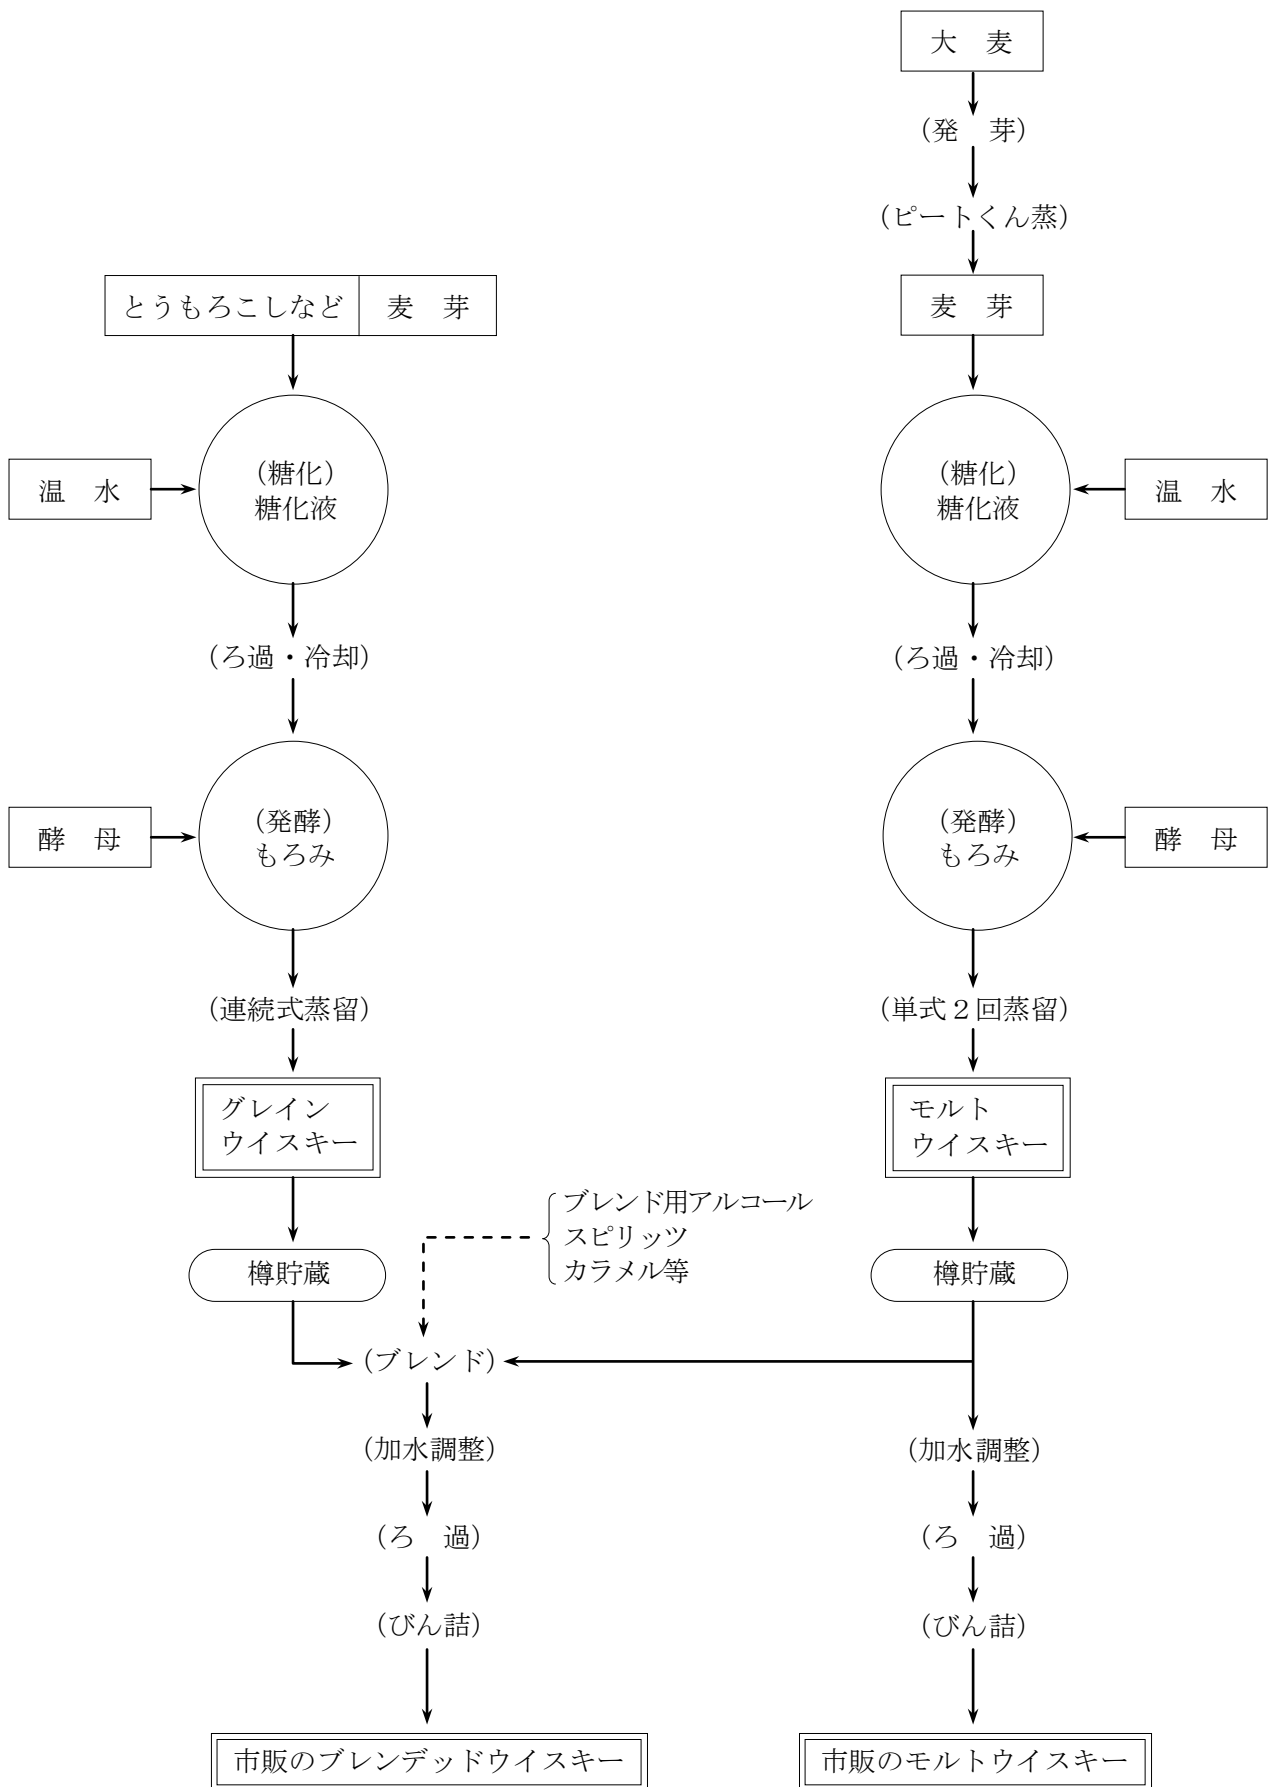 大　麦
（発　芽）
（ピートくん蒸）
とうもろこしなど
麦　芽
麦　芽
温　水
（糖化）
糖化液
（糖化）
糖化液
温　水
（ろ過・冷却）
（ろ過・冷却）
酵　母
（発酵）
もろみ
（発酵）
もろみ
酵　母
（連続式蒸留）
（単式２回蒸留）
グレイン
ウイスキー
モルト
ウイスキー
ブレンド用アルコール
スピリッツ
カラメル等
樽貯蔵
樽貯蔵
（ブレンド）
（加水調整）
（加水調整）
（ろ　過）
（ろ　過）
（びん詰）
（びん詰）
市販のブレンデッドウイスキー
市販のモルトウイスキー